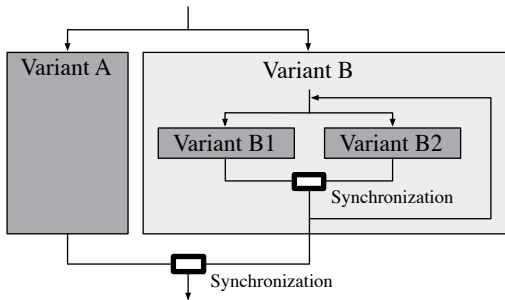 Variant A
Variant B
Variant B1
Variant B2
Synchronization
Synchronization